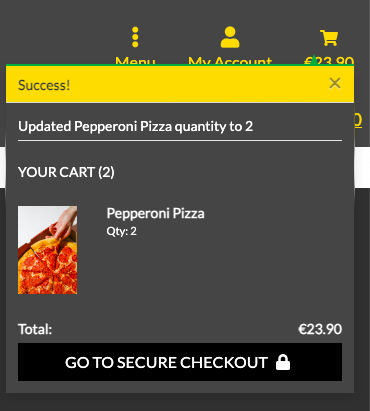 Menu
My Account
€23.90
Success!
×
Updated Pepperoni Pizza quantity to 2
YOUR CART (2)
Pepperoni Pizza
Qty: 2
Total:
€23.90
GO TO SECURE CHECKOUT